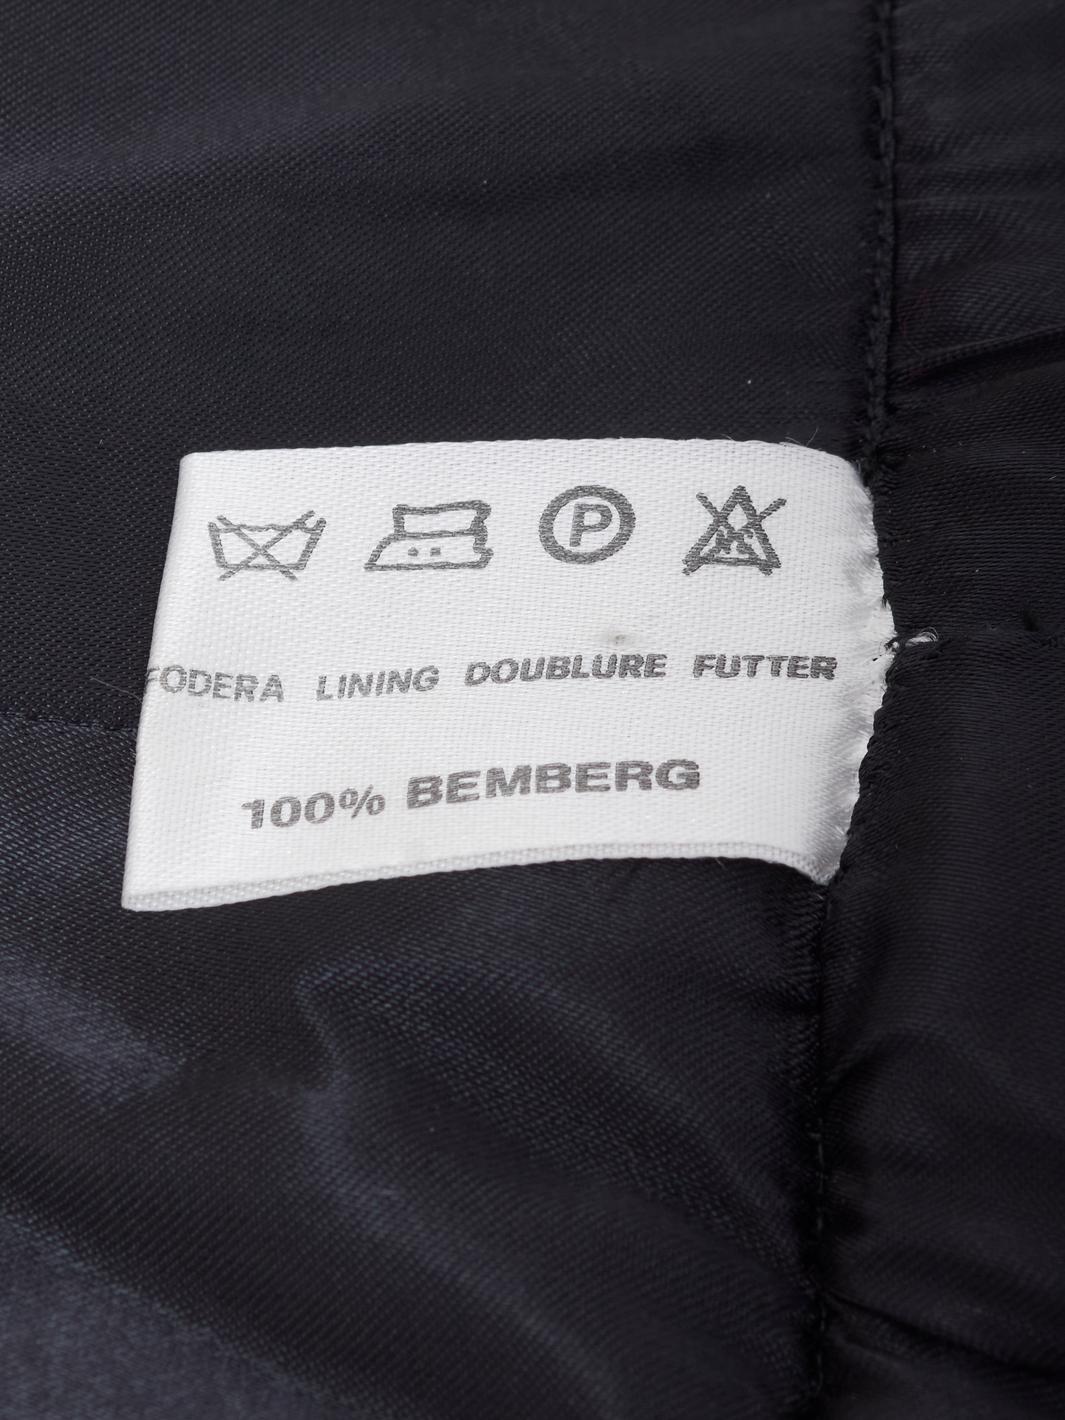 P
FODERA LINING DOUBLURE FUTTER
100% BEMBERG